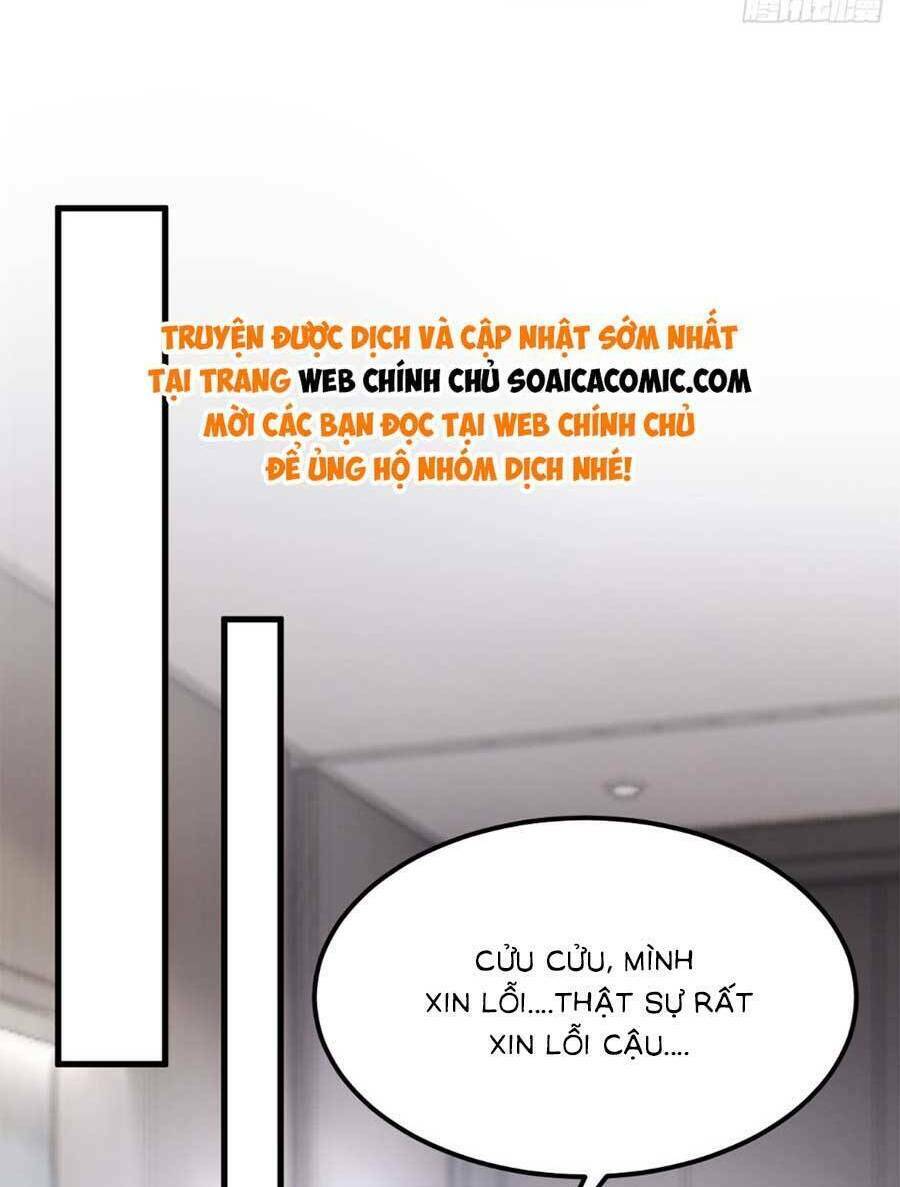 TRUYỆN ĐƯỢC DỊCH VÀ CẬP NHẬT SỚM NHẤT
TẠI TRANG WEB CHÍNH CHỦ SOAICACOMIC.COM
MỜI CÁC BẠN ĐỌC TẠI WEB CHÍNH CHỦ
ĐỂ ỦNG HỘ NHÓM DỊCH NHÉ!
CỬU CỬU, MÌNH
XIN LỖI....THẬT SỰ RẤT
XIN LỖI CẬU....